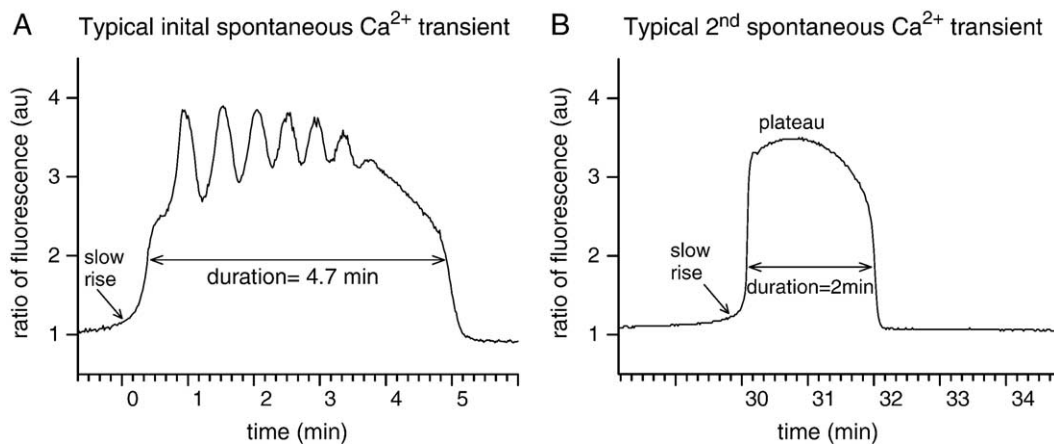 A Typical inital spontaneous Ca²⁺ transient
ratio of fluorescence (au)
4
3
2
1
slow
rise
duration= 4.7 min
0 1 2 3 4 5
time (min)
B Typical 2ⁿᵈ spontaneous Ca²⁺ transient
ratio of fluorescence (au)
4
3
2
1
plateau
slow
rise
duration=2min
30 31 32 33 34
time (min)